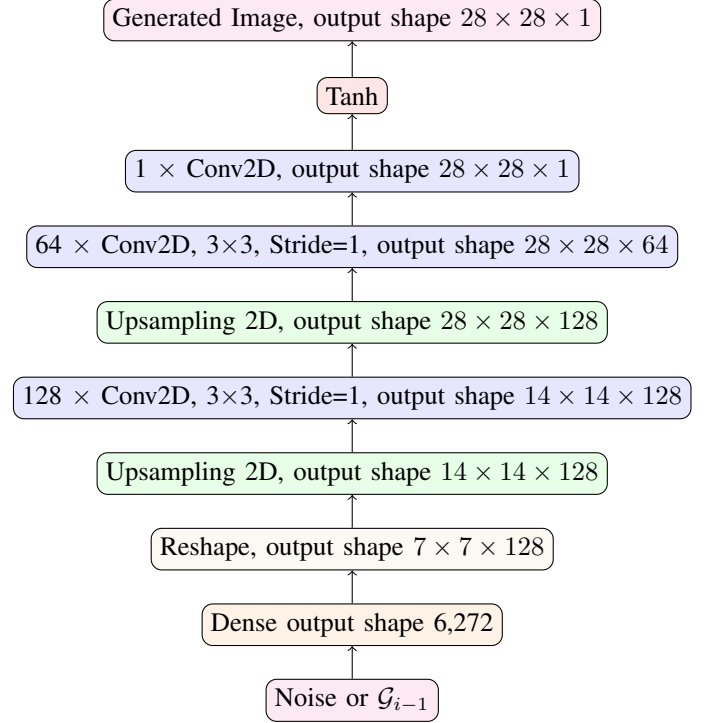 Generated Image, output shape 28 × 28 × 1
Tanh
1 × Conv2D, output shape 28 × 28 × 1
64 × Conv2D, 3×3, Stride=1, output shape 28 × 28 × 64
Upsampling 2D, output shape 28 × 28 × 128
128 × Conv2D, 3×3, Stride=1, output shape 14 × 14 × 128
Upsampling 2D, output shape 14 × 14 × 128
Reshape, output shape 7 × 7 × 128
Dense output shape 6,272
Noise or 𝒢ᵢ₋₁